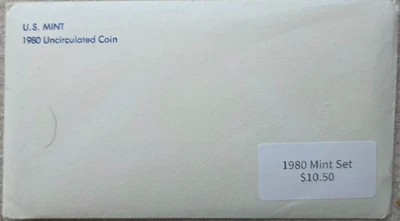 U.S. MINT
1980 Uncirculated Coin
1980 Mint Set
$10.50